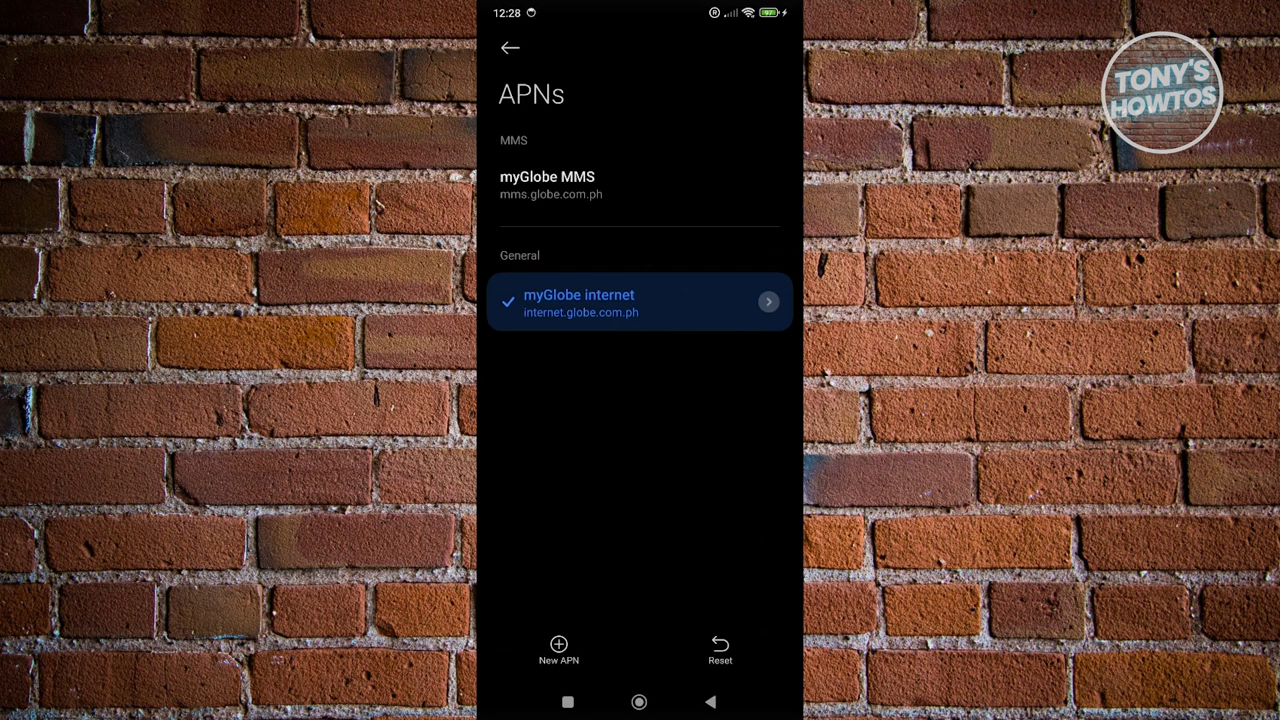 12:28
APNs
MMS
myGlobe MMS
mms.globe.com.ph
General
myGlobe internet
internet.globe.com.ph
New APN
Reset
TONY'S
HOWTOS